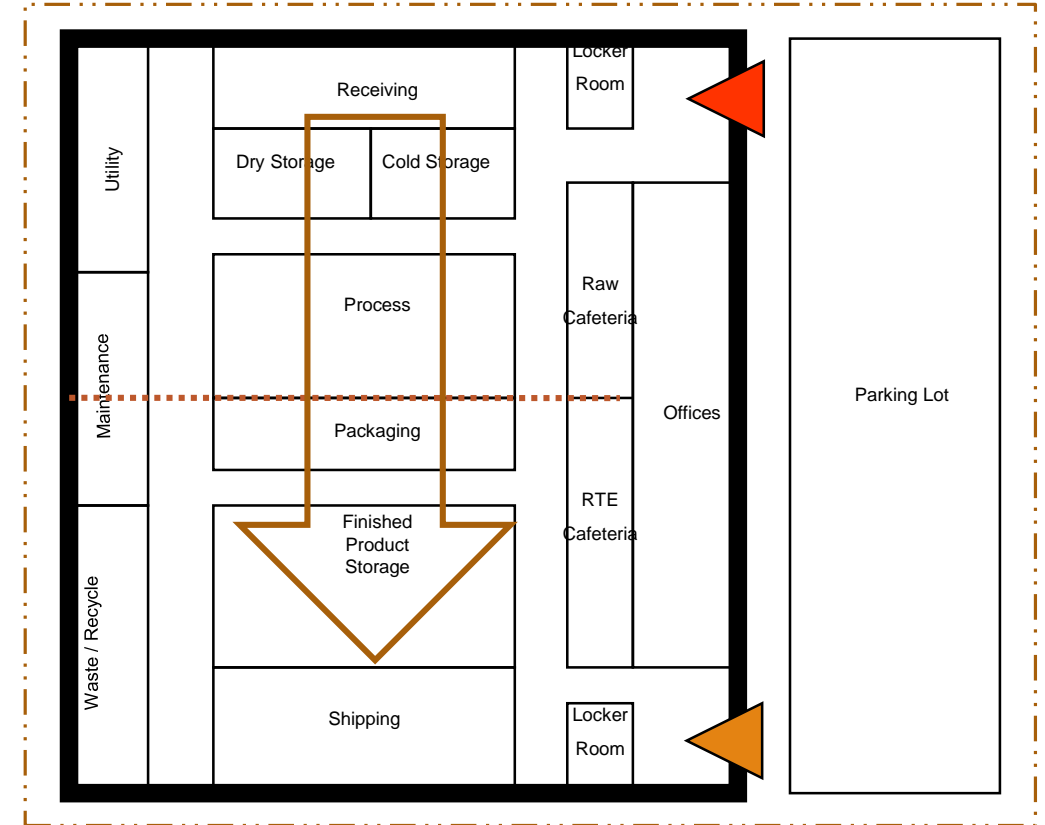 Locker
Room
Receiving
Utility
Dry Storage
Cold Storage
Raw
Cafeteria
Process
Maintenance
Parking Lot
Offices
Packaging
RTE
Cafeteria
Finished
Product
Storage
Waste / Recycle
Shipping
Locker
Room